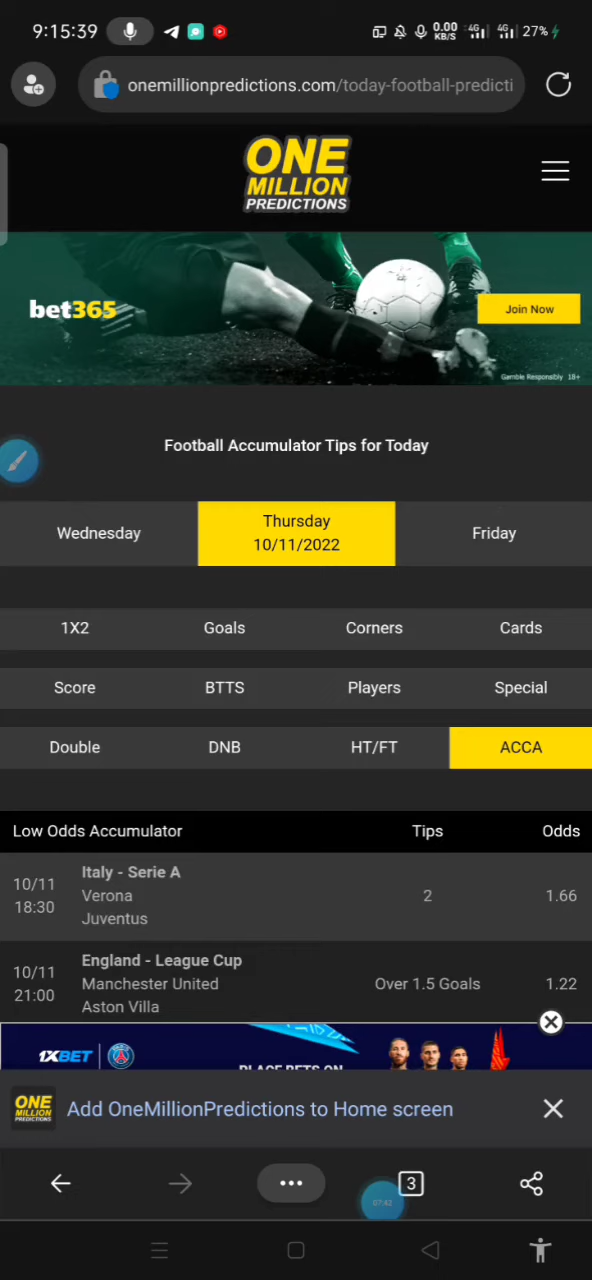 9:15:39
0.00 KB/S 4G 4G 27%
onemillionpredictions.com/today-football-predicti
ONE
MILLION
PREDICTIONS
bet365
Join Now
Gamble Responsibly 18+
Football Accumulator Tips for Today
Wednesday
Thursday
10/11/2022
Friday
1X2 Goals Corners Cards
Score BTTS Players Special
Double DNB HT/FT ACCA
Low Odds Accumulator Tips Odds
Italy - Serie A
10/11
Verona 2 1.66
18:30
Juventus
England - League Cup
10/11
Manchester United Over 1.5 Goals 1.22
21:00
Aston Villa
1XBET
PLACE BETS ON
ONE
MILLION
PREDICTIONS
Add OneMillionPredictions to Home screen
3
07:42